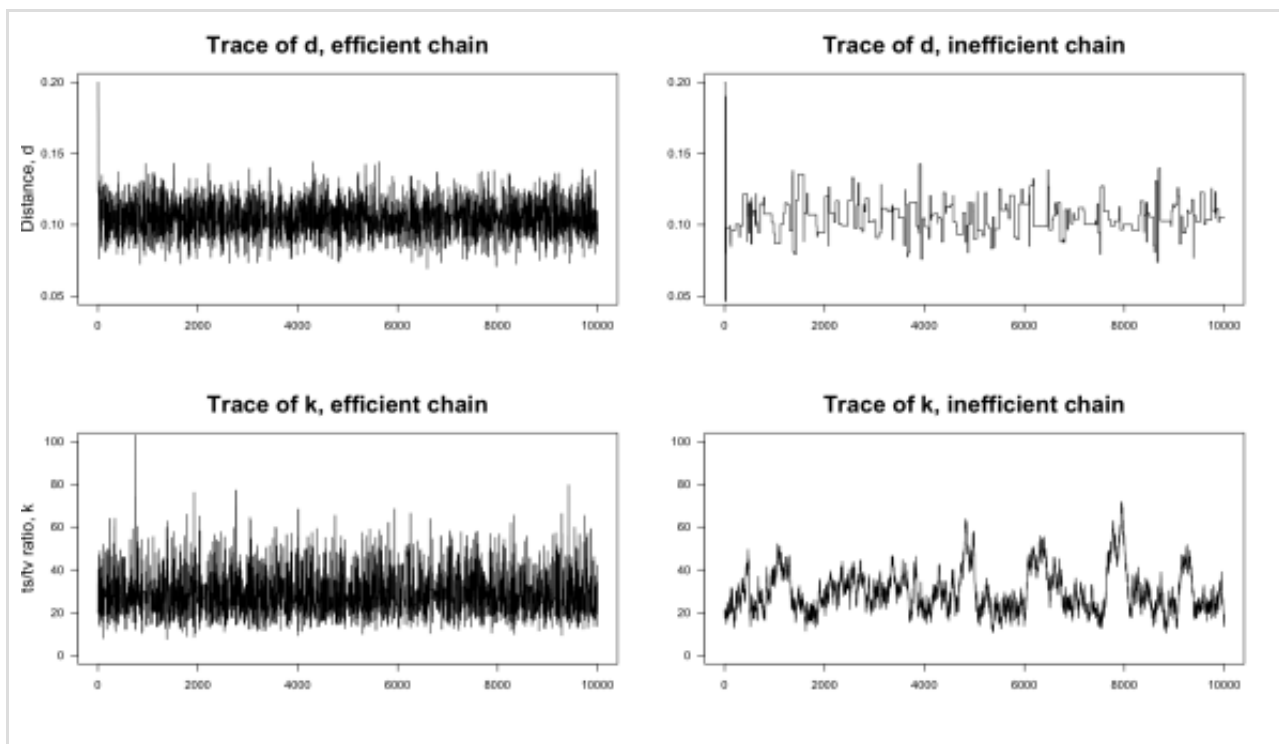 Trace of d, efficient chain
Distance, d
0.20
0.15
0.10
0.05
0 2000 4000 6000 8000 10000
Trace of d, inefficient chain
0.20
0.15
0.10
0.05
0 2000 4000 6000 8000 10000
Trace of k, efficient chain
ts/tv ratio, k
100
80
60
40
20
0
0 2000 4000 6000 8000 10000
Trace of k, inefficient chain
100
80
60
40
20
0
0 2000 4000 6000 8000 10000